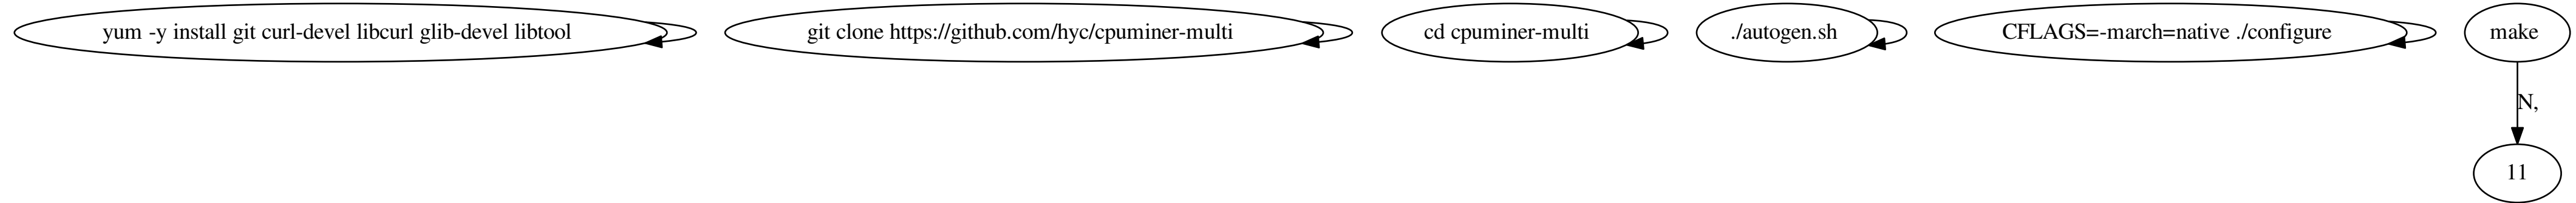 yum -y install git curl-devel libcurl glib-devel libtool
git clone https://github.com/hyc/cpuminer-multi
cd cpuminer-multi
./autogen.sh
CFLAGS=-march=native ./configure
make
N,
11